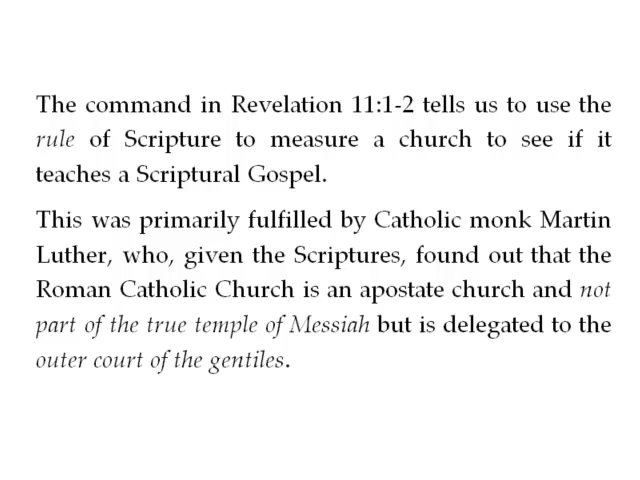 The command in Revelation 11:1-2 tells us to use the
rule of Scripture to measure a church to see if it
teaches a Scriptural Gospel.
This was primarily fulfilled by Catholic monk Martin
Luther, who, given the Scriptures, found out that the
Roman Catholic Church is an apostate church and not
part of the true temple of Messiah but is delegated to the
outer court of the gentiles.